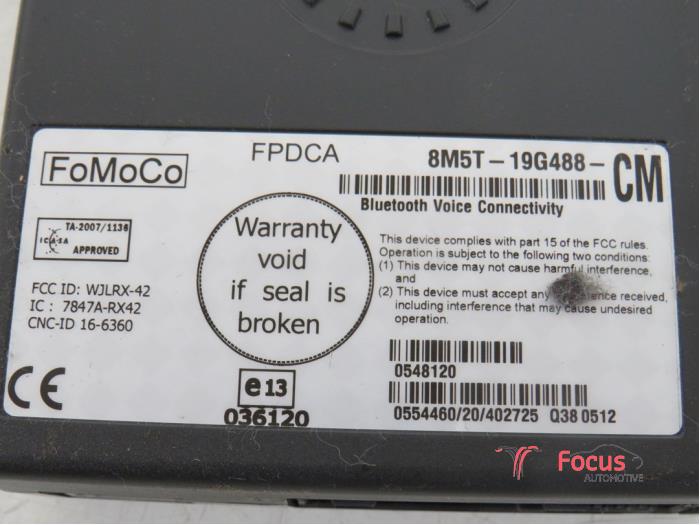 FoMoCo
FPDCA
8M5T-19G488-CM
Bluetooth Voice Connectivity
TA-2007/1136
ICASA
APPROVED
Warranty
void
if seal is
broken
This device complies with part 15 of the FCC rules.
Operation is subject to the following two conditions:
(1) This device may not cause harmful interference,
and
(2) This device must accept any received,
including interference that may cause undesired
operation.
FCC ID: WJLRX-42
IC : 7847A-RX42
CNC-ID 16-6360
CE
e13
036120
0548120
0554460/20/402725 Q38 0512
Focus
AUTOMOTIVE